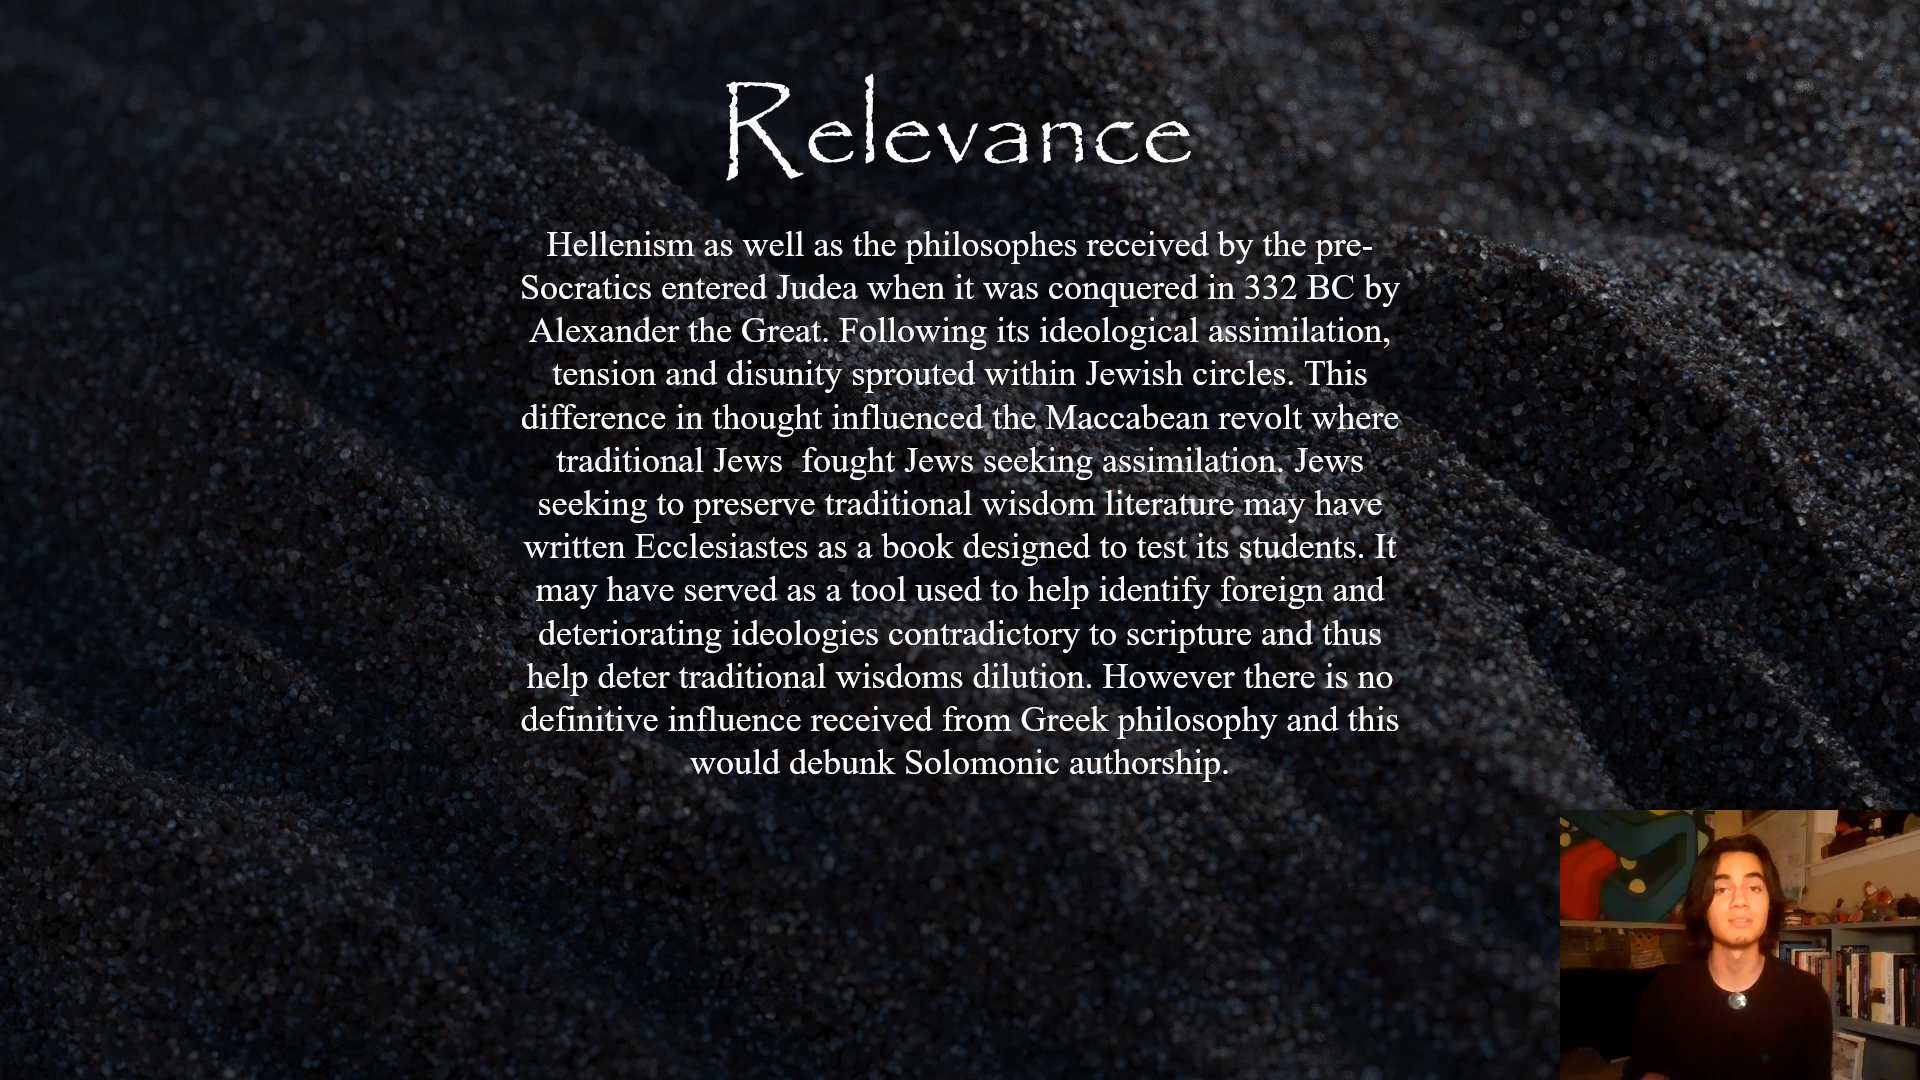 Relevance
Hellenism as well as the philosophes received by the pre-
Socratics entered Judea when it was conquered in 332 BC by
Alexander the Great. Following its ideological assimilation,
tension and disunity sprouted within Jewish circles. This
difference in thought influenced the Maccabean revolt where
traditional Jews  fought Jews seeking assimilation. Jews
seeking to preserve traditional wisdom literature may have
written Ecclesiastes as a book designed to test its students. It
may have served as a tool used to help identify foreign and
deteriorating ideologies contradictory to scripture and thus
help deter traditional wisdoms dilution. However there is no
definitive influence received from Greek philosophy and this
would debunk Solomonic authorship.